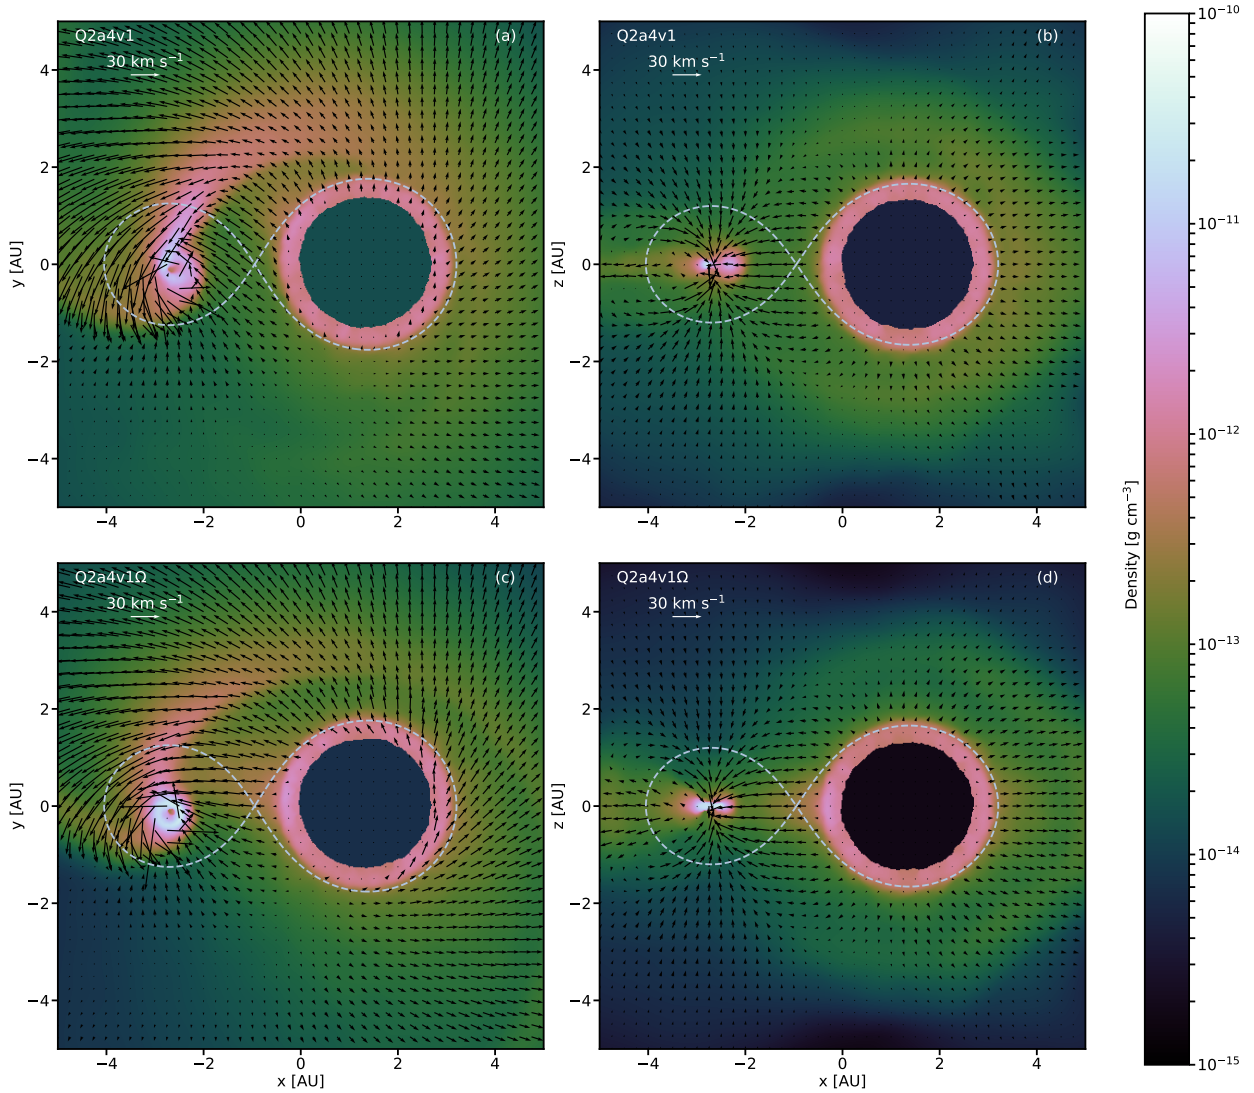 Q2a4v1 (a)
30 km s⁻¹
4
2
0
−2
−4
y [AU]
−4 −2 0 2 4
Q2a4v1 (b)
30 km s⁻¹
4
2
0
−2
−4
z [AU]
−4 −2 0 2 4
Q2a4v1Ω (c)
30 km s⁻¹
4
2
0
−2
−4
y [AU]
−4 −2 0 2 4
x [AU]
Q2a4v1Ω (d)
30 km s⁻¹
4
2
0
−2
−4
z [AU]
−4 −2 0 2 4
x [AU]
Density [g cm⁻³]
10⁻¹⁰
10⁻¹¹
10⁻¹²
10⁻¹³
10⁻¹⁴
10⁻¹⁵